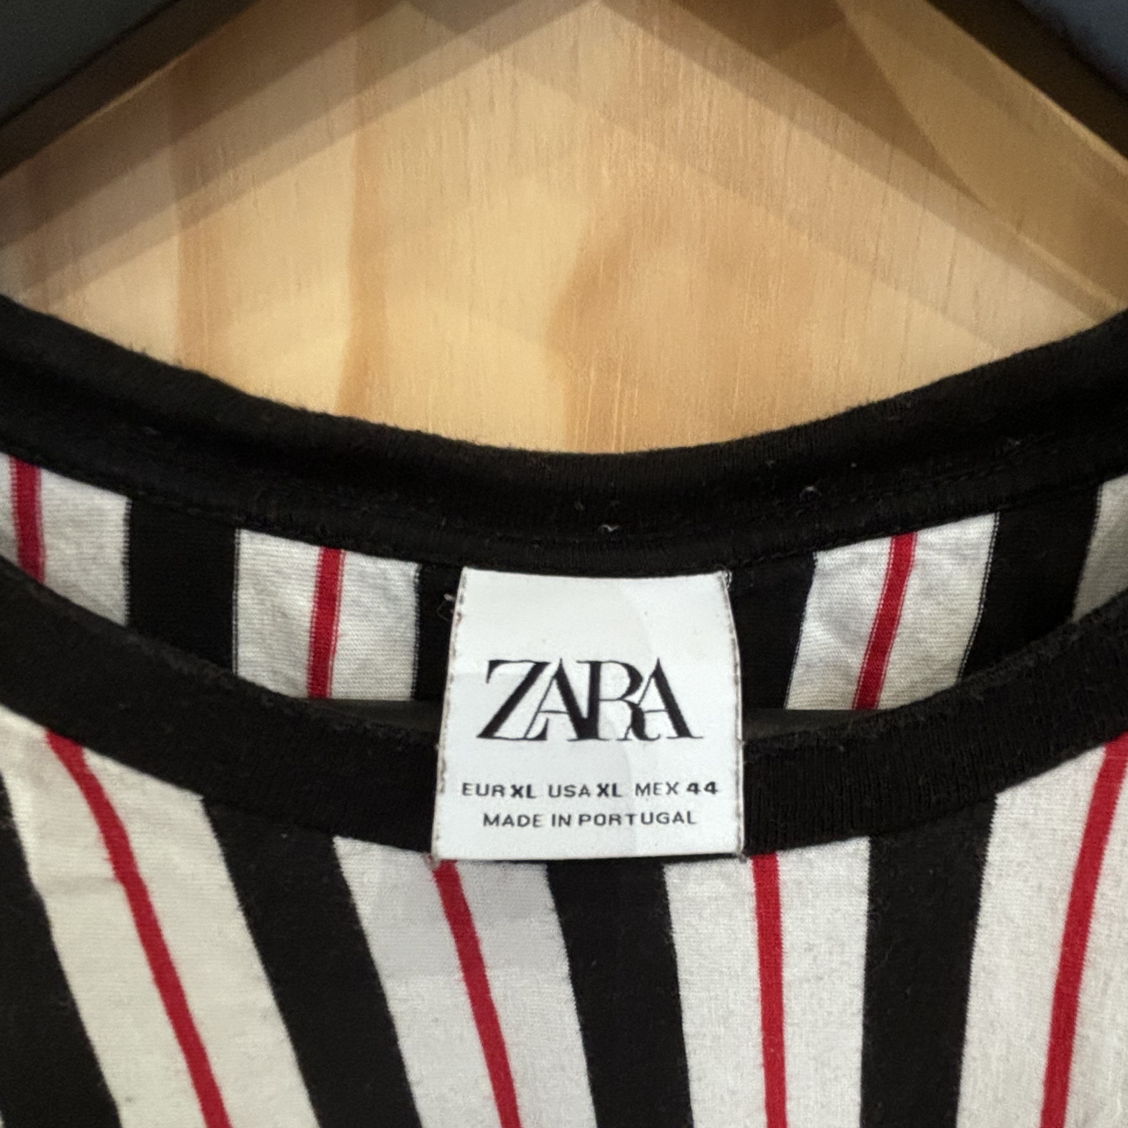 ZARA
EUR XL USA XL MEX 44
MADE IN PORTUGAL